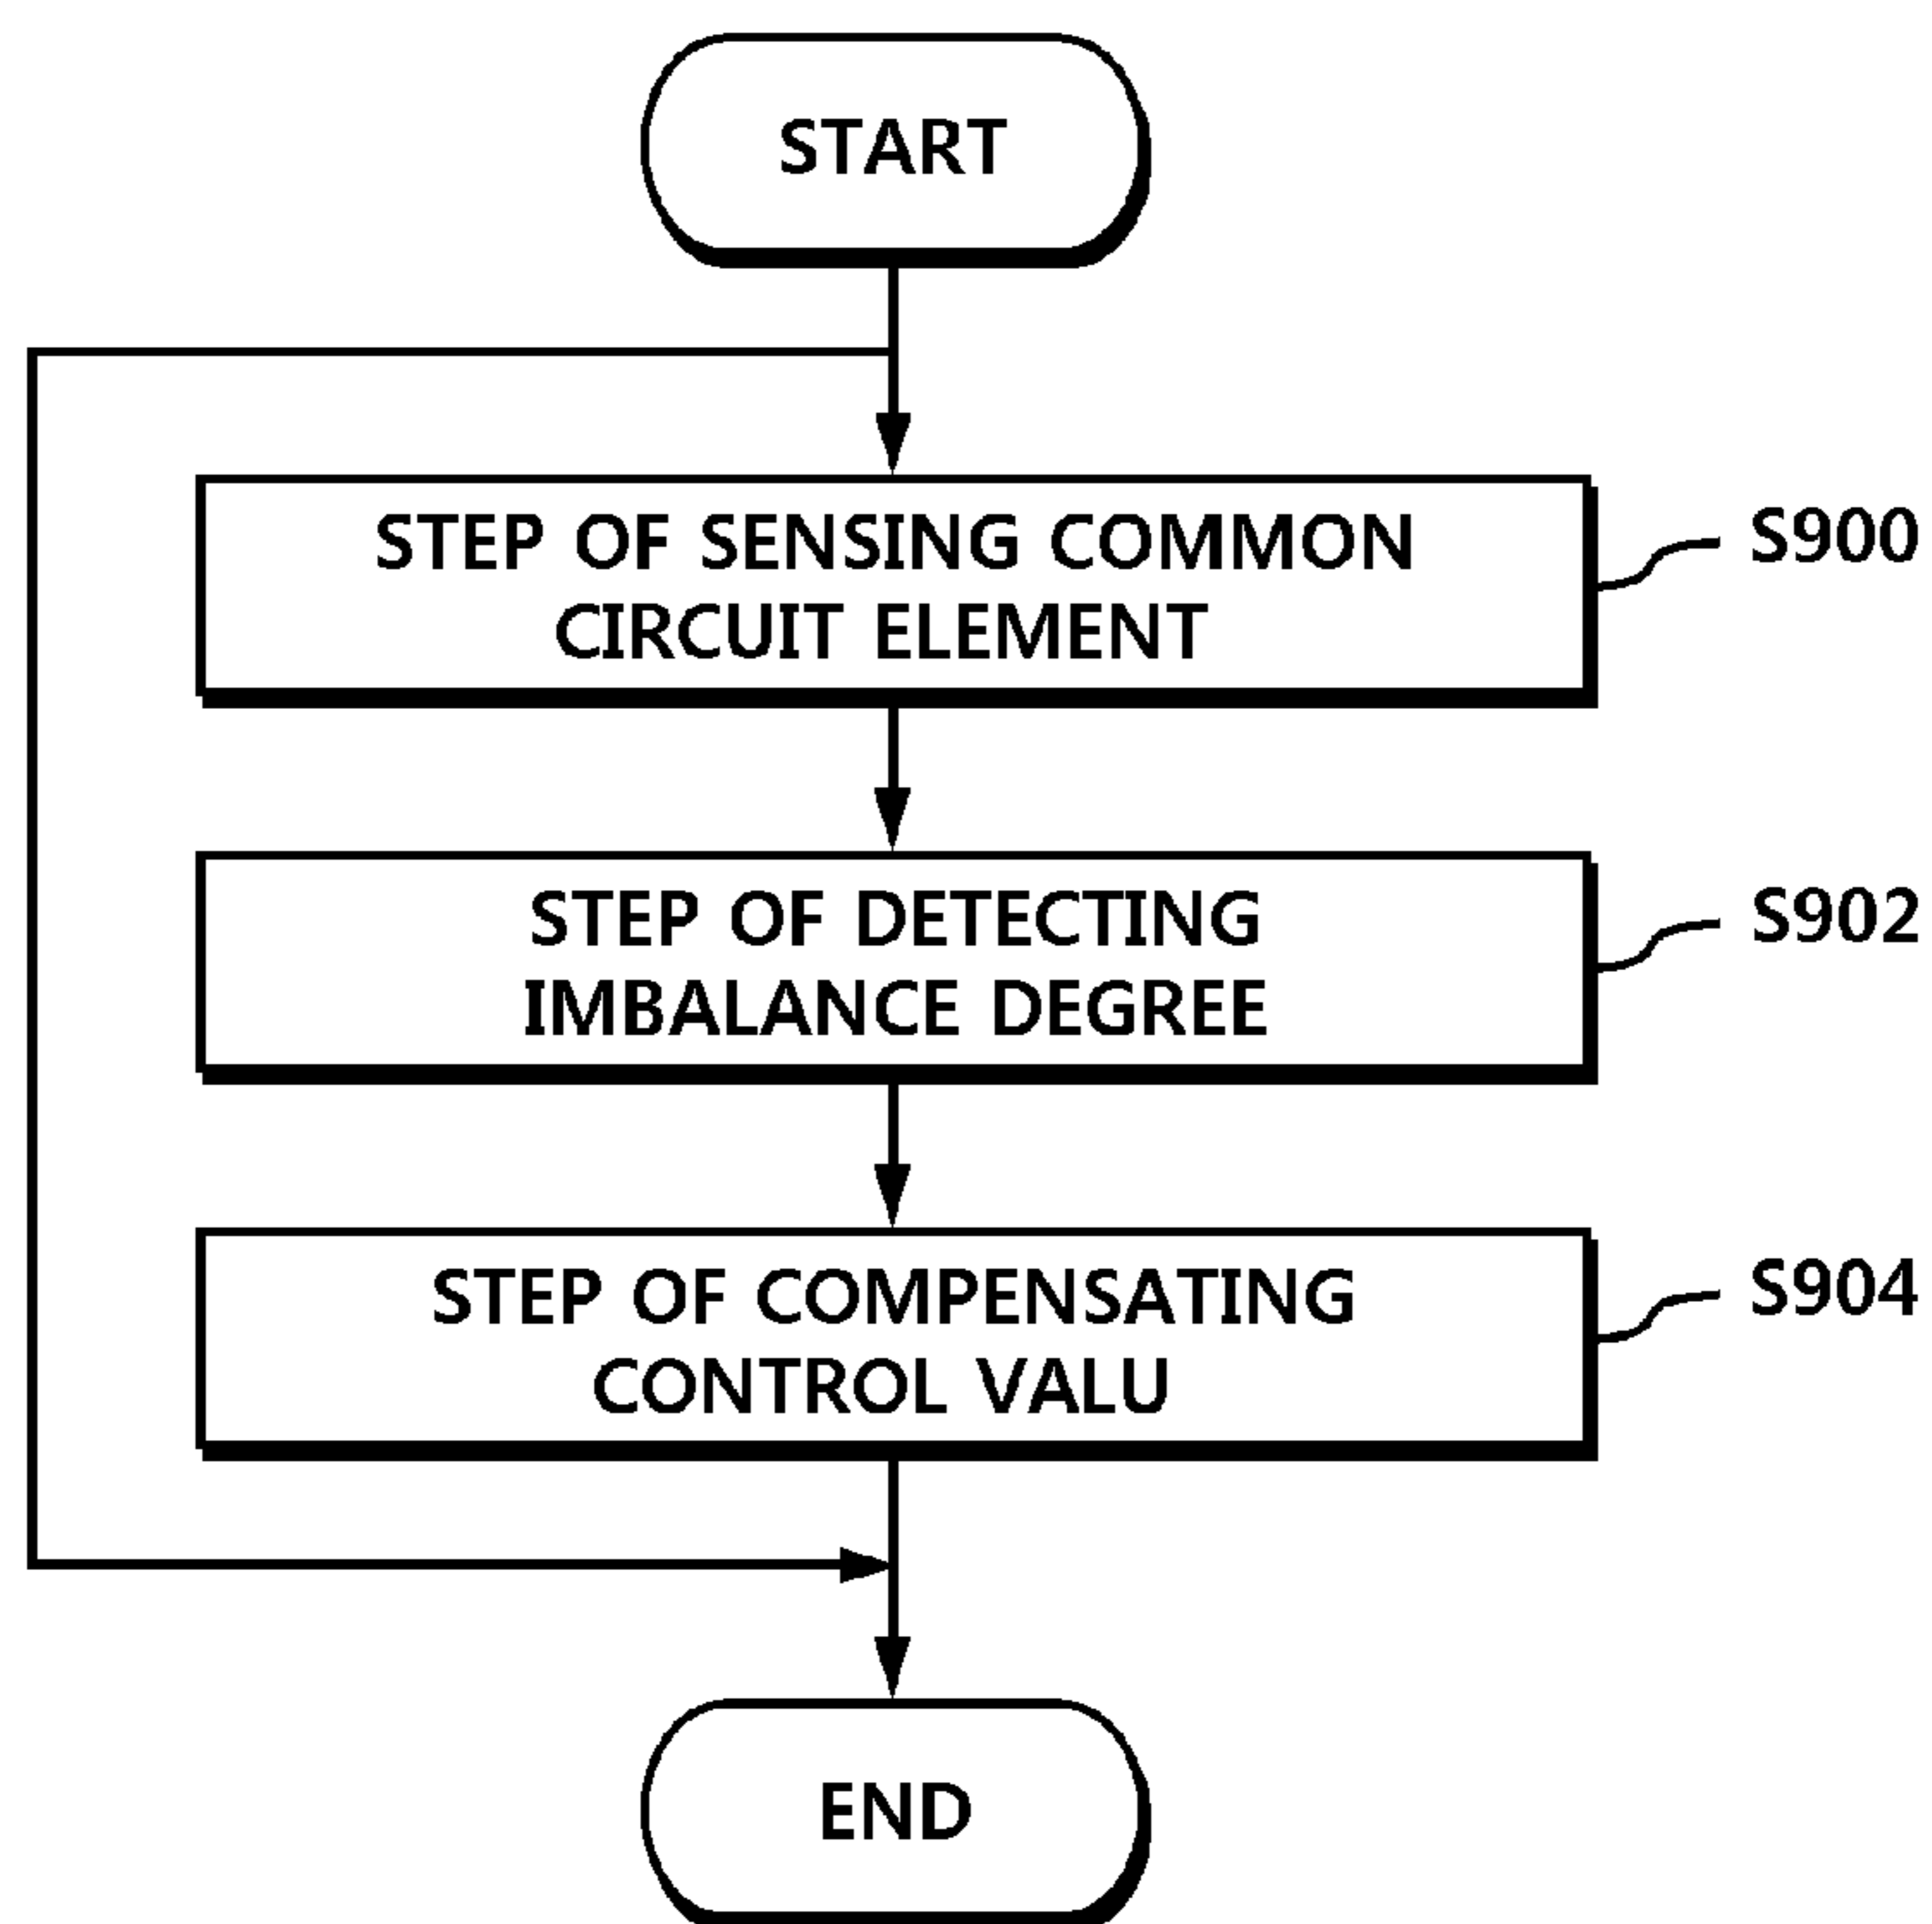 START
STEP OF SENSING COMMON
CIRCUIT ELEMENT
S900
STEP OF DETECTING
IMBALANCE DEGREE
S902
STEP OF COMPENSATING
CONTROL VALU
S904
END